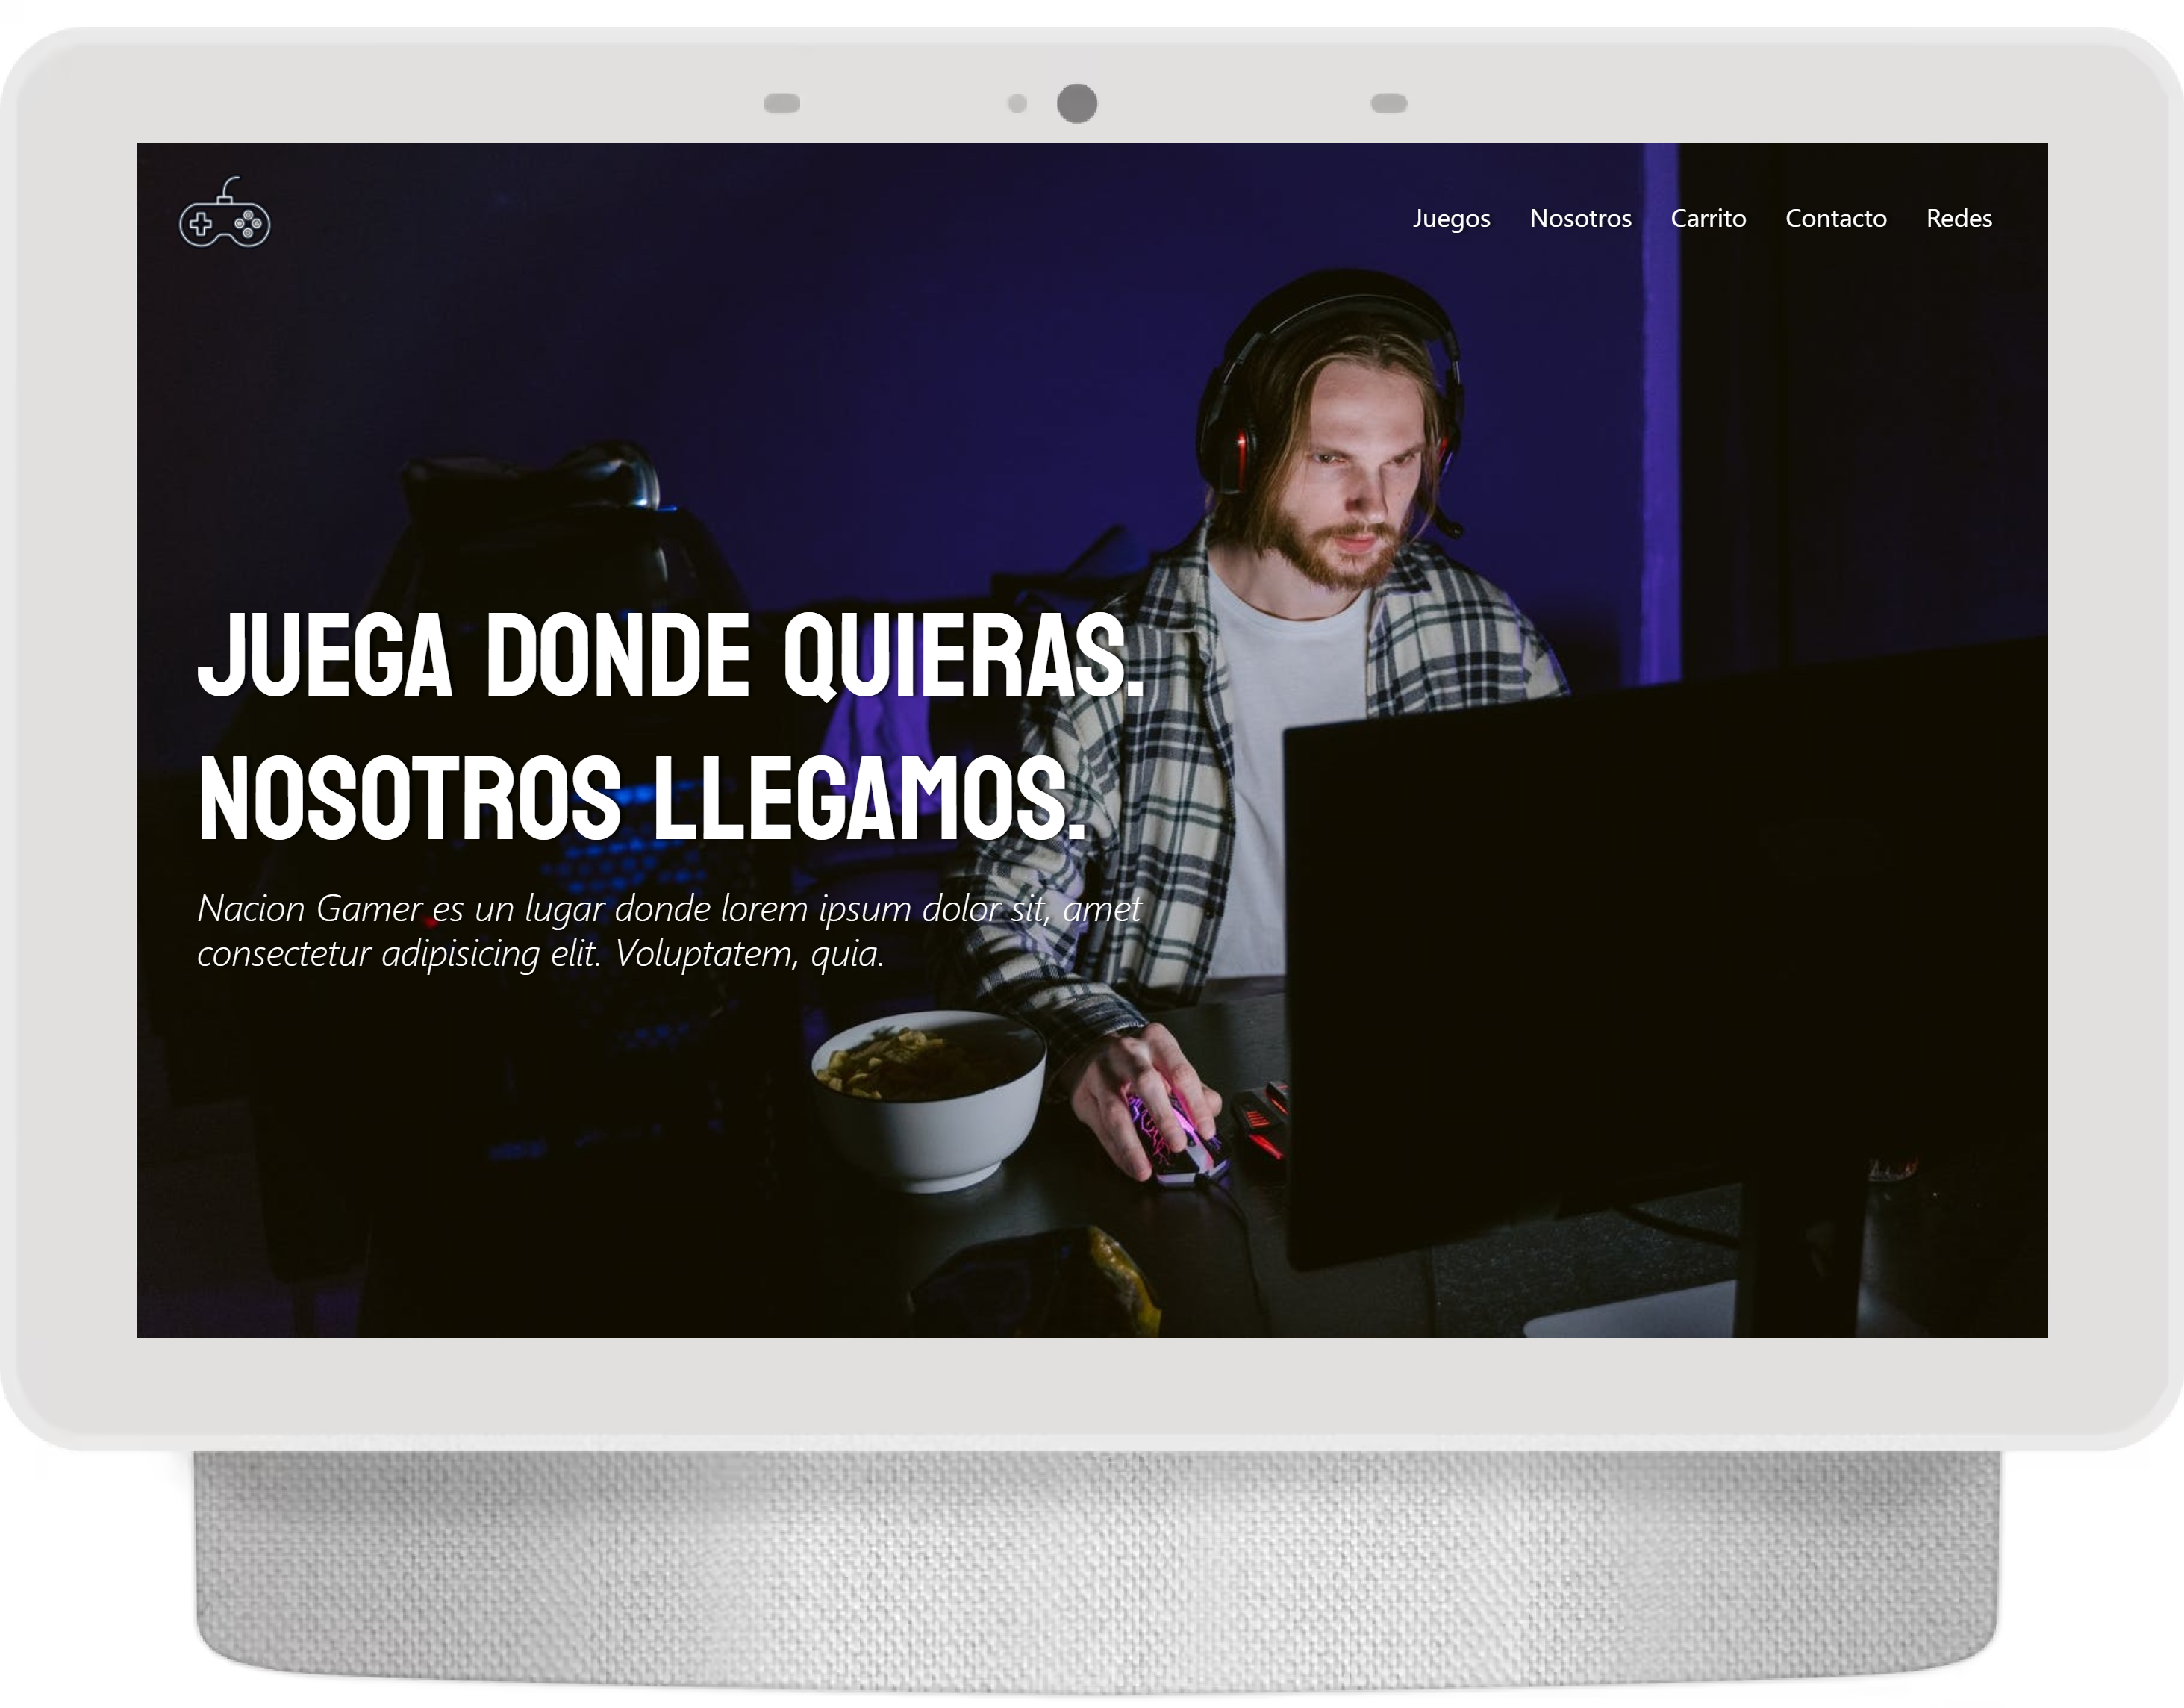 Juegos Nosotros Carrito Contacto Redes
JUEGA DONDE QUIERAS.
NOSOTROS LLEGAMOS.
Nacion Gamer es un lugar donde lorem ipsum dolor sit, amet
consectetur adipisicing elit. Voluptatem, quia.